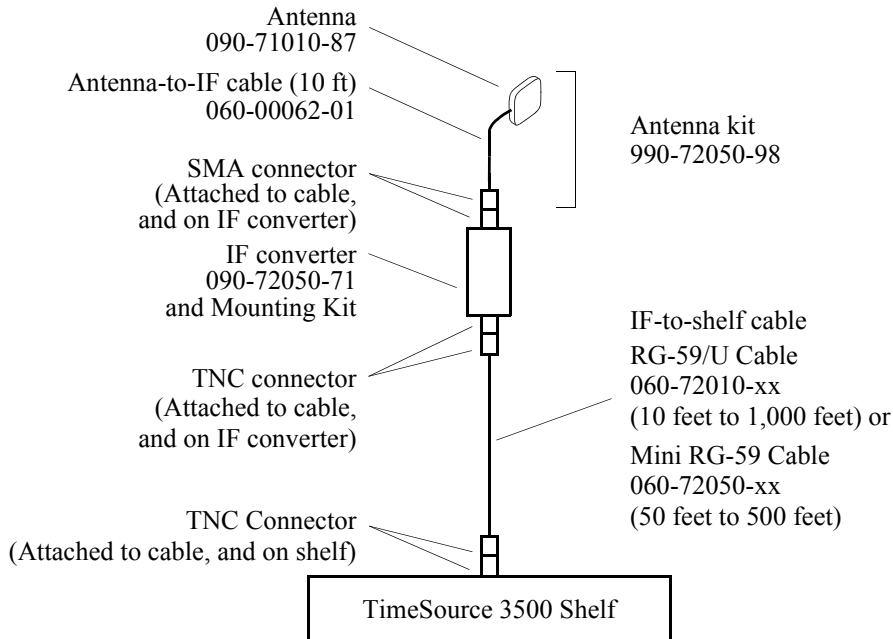 Antenna
090-71010-87
Antenna-to-IF cable (10 ft)
060-00062-01
Antenna kit
990-72050-98
SMA connector
(Attached to cable,
and on IF converter)
IF converter
090-72050-71
and Mounting Kit
IF-to-shelf cable
RG-59/U Cable
060-72010-xx
(10 feet to 1,000 feet) or
Mini RG-59 Cable
060-72050-xx
(50 feet to 500 feet)
TNC connector
(Attached to cable,
and on IF converter)
TNC Connector
(Attached to cable, and on shelf)
TimeSource 3500 Shelf